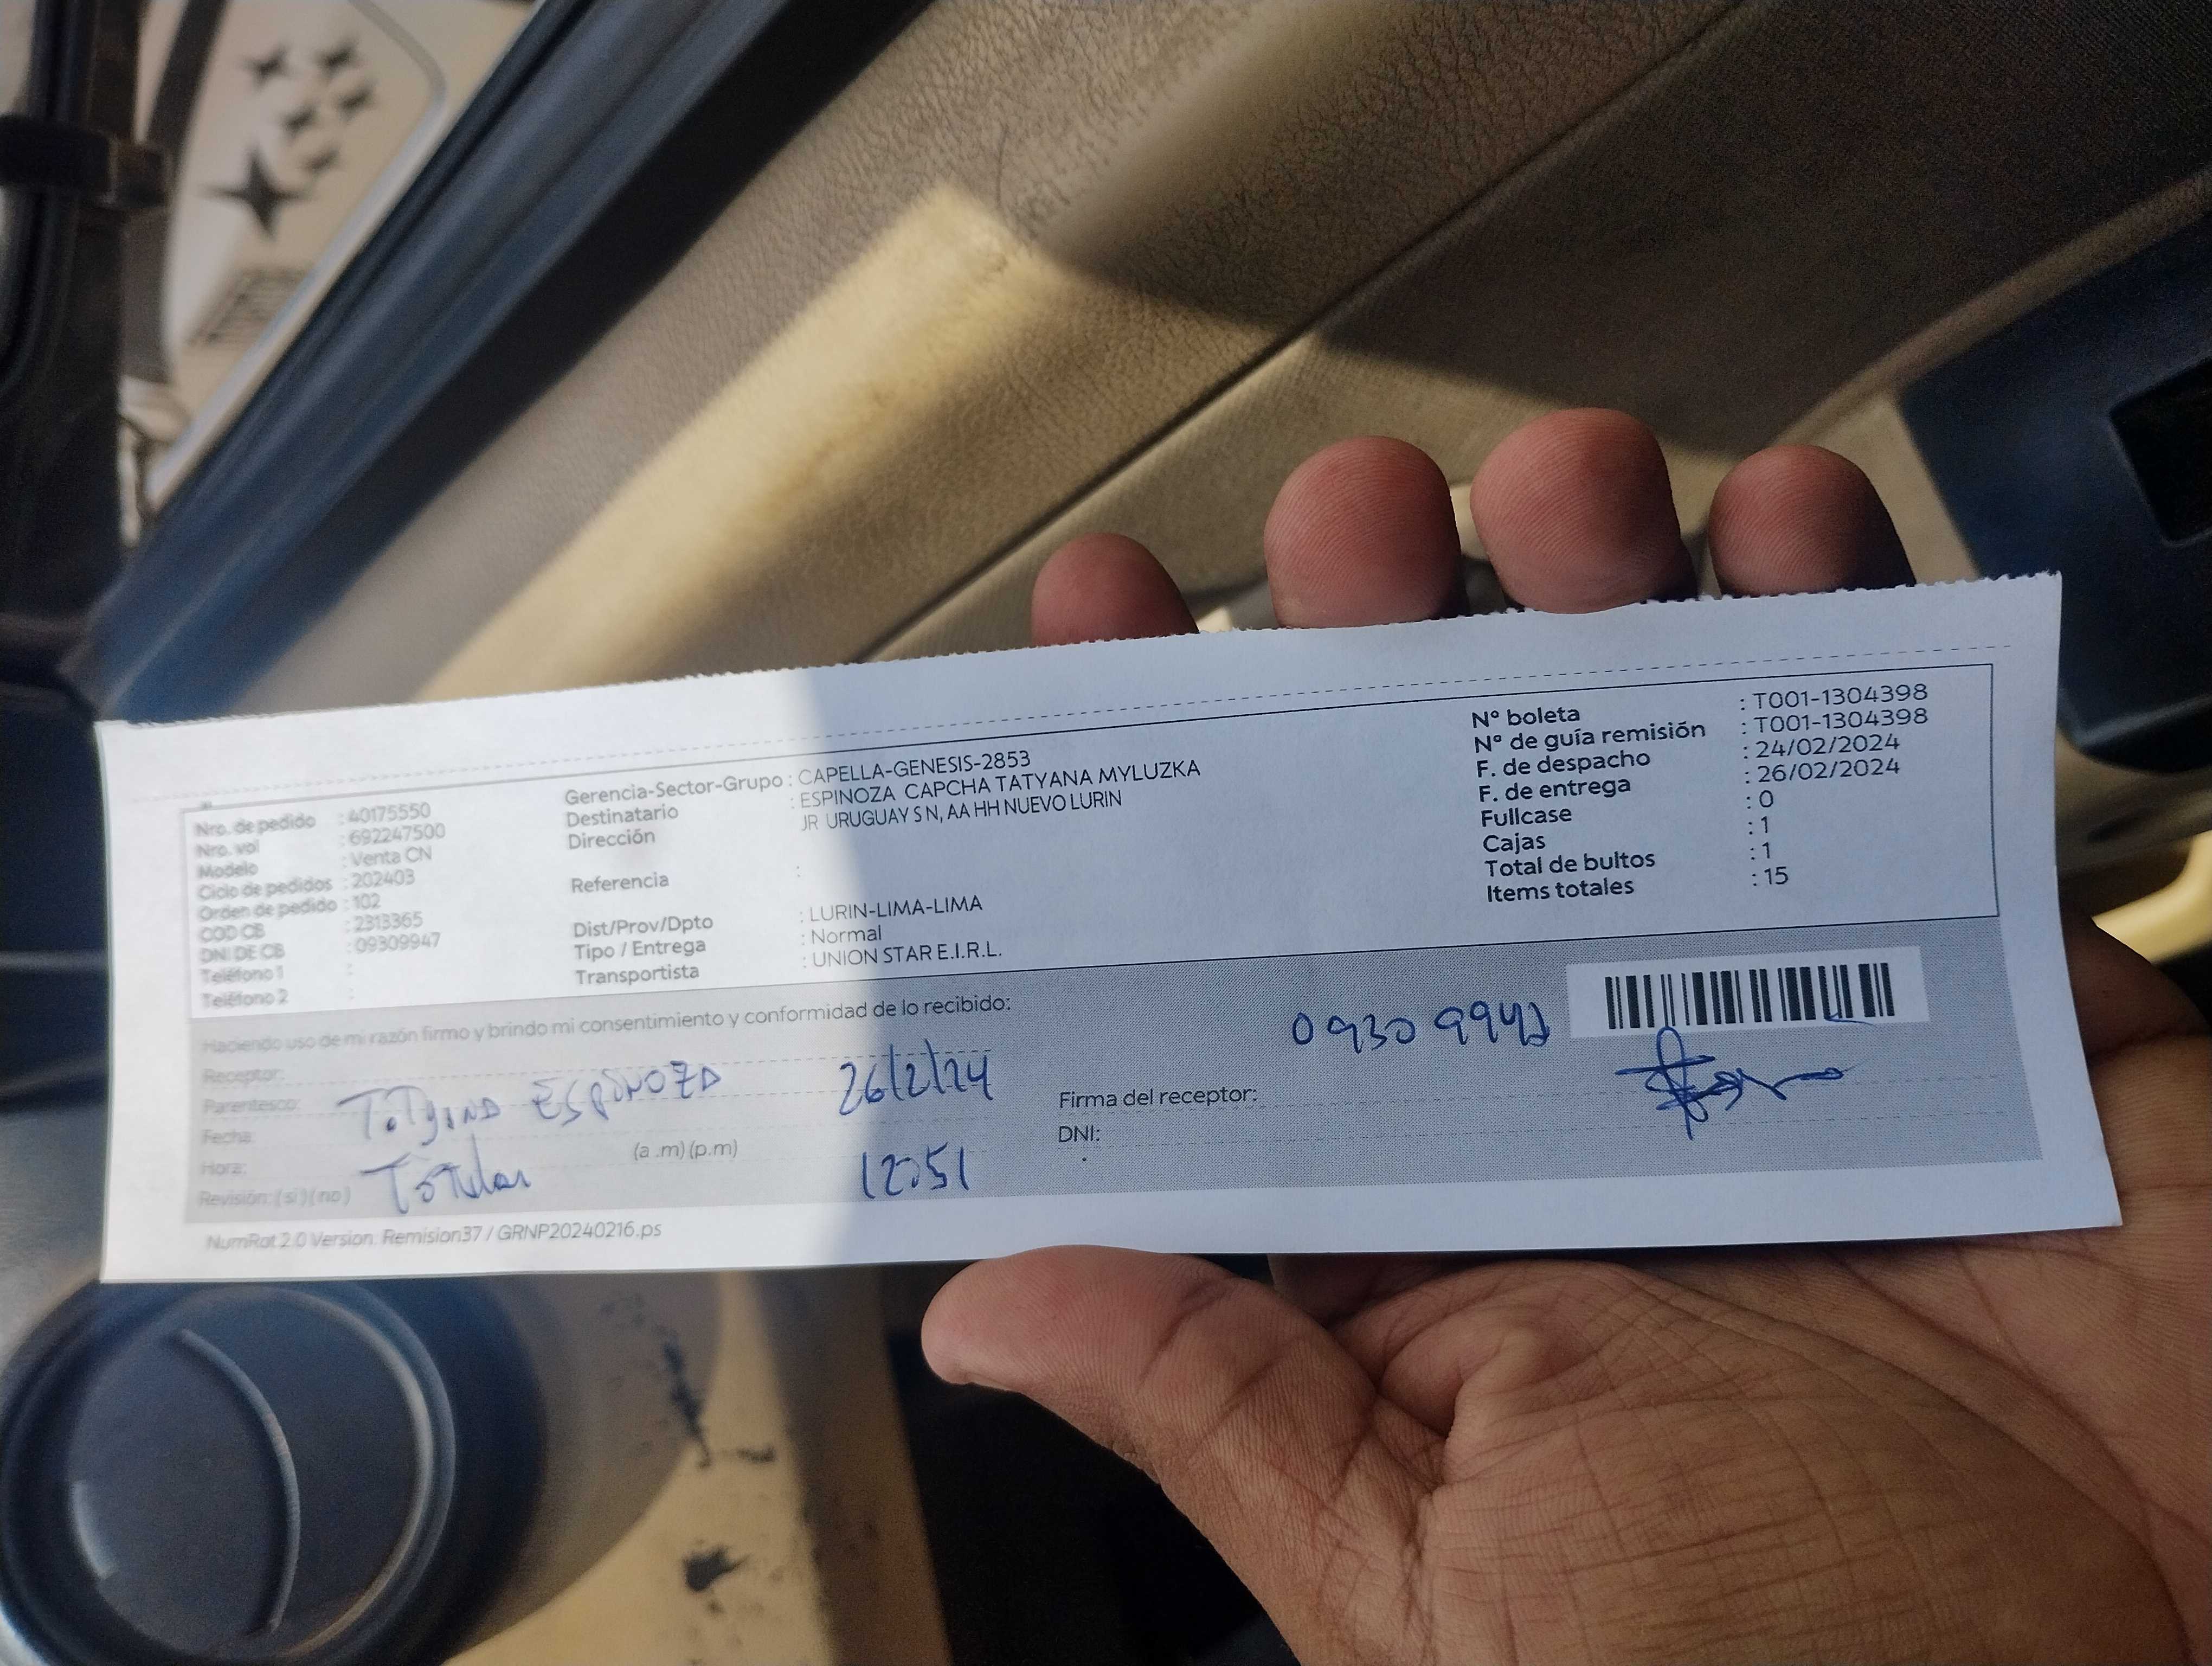 Nro. de pedido : 40175550
Nro. vol : 692247500
Modelo : Venta CN
Ciclo de pedidos : 202403
Orden de pedido : 102
COD CB : 2313365
DNI DE CB : 09309947
Teléfono 1 :
Teléfono 2 :
Gerencia-Sector-Grupo : CAPELLA-GENESIS-2853
Destinatario : ESPINOZA CAPCHA TATYANA MYLUZKA
Dirección JR URUGUAY S N, AA HH NUEVO LURIN
Referencia :
Dist/Prov/Dpto : LURIN-LIMA-LIMA
Tipo / Entrega : Normal
Transportista : UNION STAR E.I.R.L.
N° boleta : T001-1304398
N° de guía remisión : T001-1304398
F. de despacho : 24/02/2024
F. de entrega : 26/02/2024
Fullcase : 0
Cajas : 1
Total de bultos : 1
Items totales : 15
Haciendo uso de mi razón firmo y brindo mi consentimiento y conformidad de lo recibido:
Receptor:
Parentesco: Tatyana ESPINOZA 26/2/24
Fecha:
Hora: (a .m) (p.m)
Revisión: ( si ) ( no ) Titular 12:51
Firma del receptor:
DNI:
NumRot 2.0 Version: Remision37 / GRNP20240216.ps